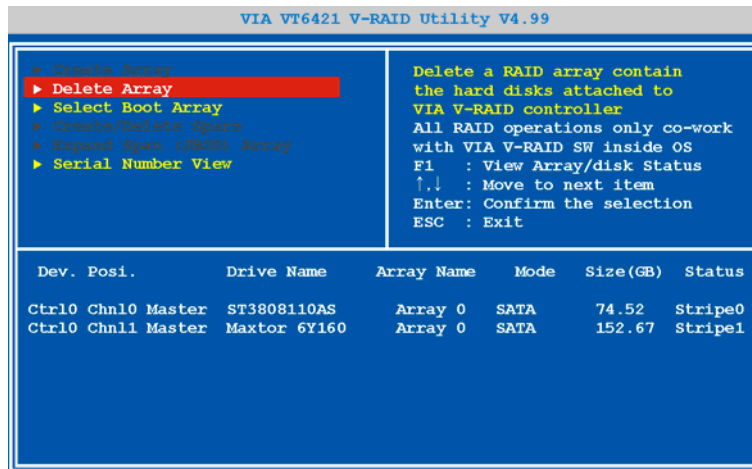 VIA VT6421 V-RAID Utility V4.99
▶ Create Array
▶ Delete Array
▶ Select Boot Array
▶ Create/Delete Spare
▶ Expand Span (JBOD) Array
▶ Serial Number View
Delete a RAID array contain
the hard disks attached to
VIA V-RAID controller
All RAID operations only co-work
with VIA V-RAID SW inside OS
F1 : View Array/disk Status
↑,↓ : Move to next item
Enter: Confirm the selection
ESC : Exit
Dev. Posi. Drive Name Array Name Mode Size(GB) Status
Ctrl0 Chnl0 Master ST3808110AS Array 0 SATA 74.52 Stripe0
Ctrl0 Chnl1 Master Maxtor 6Y160 Array 0 SATA 152.67 Stripe1